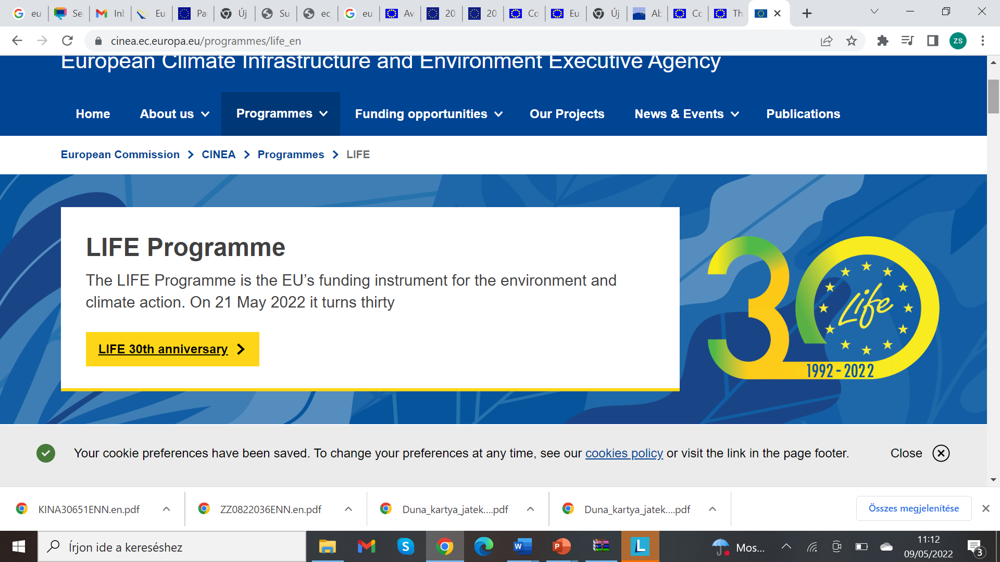 eu
Se
Inb
Eu
Pa
Új
Su
ec_
eu
Av
20
20
Co
Eu
Új
Ab
Cc
Th
cinea.ec.europa.eu/programmes/life_en
ZS
European Climate Infrastructure and Environment Executive Agency
Home About us Programmes Funding opportunities Our Projects News & Events Publications
European Commission > CINEA > Programmes > LIFE
LIFE Programme
The LIFE Programme is the EU’s funding instrument for the environment and
climate action. On 21 May 2022 it turns thirty
LIFE 30th anniversary
30
Life
1992 - 2022
Your cookie preferences have been saved. To change your preferences at any time, see our cookies policy or visit the link in the page footer. Close
KINA30651ENN.en.pdf
ZZ0822036ENN.en.pdf
Duna_kartya_jatek....pdf
Duna_kartya_jatek....pdf
Összes megjelenítése
Írjon ide a kereséshez
Mos...
11:12
09/05/2022
3